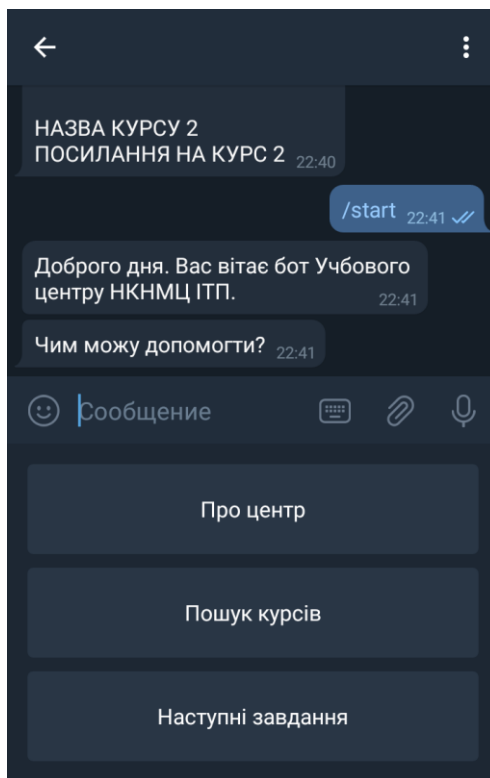 НАЗВА КУРСУ 2
ПОСИЛАННЯ НА КУРС 2 22:40
/start 22:41
Доброго дня. Вас вітає бот Учбового
центру НКНМЦ ІТП. 22:41
Чим можу допомогти? 22:41
Сообщение
Про центр
Пошук курсів
Наступні завдання